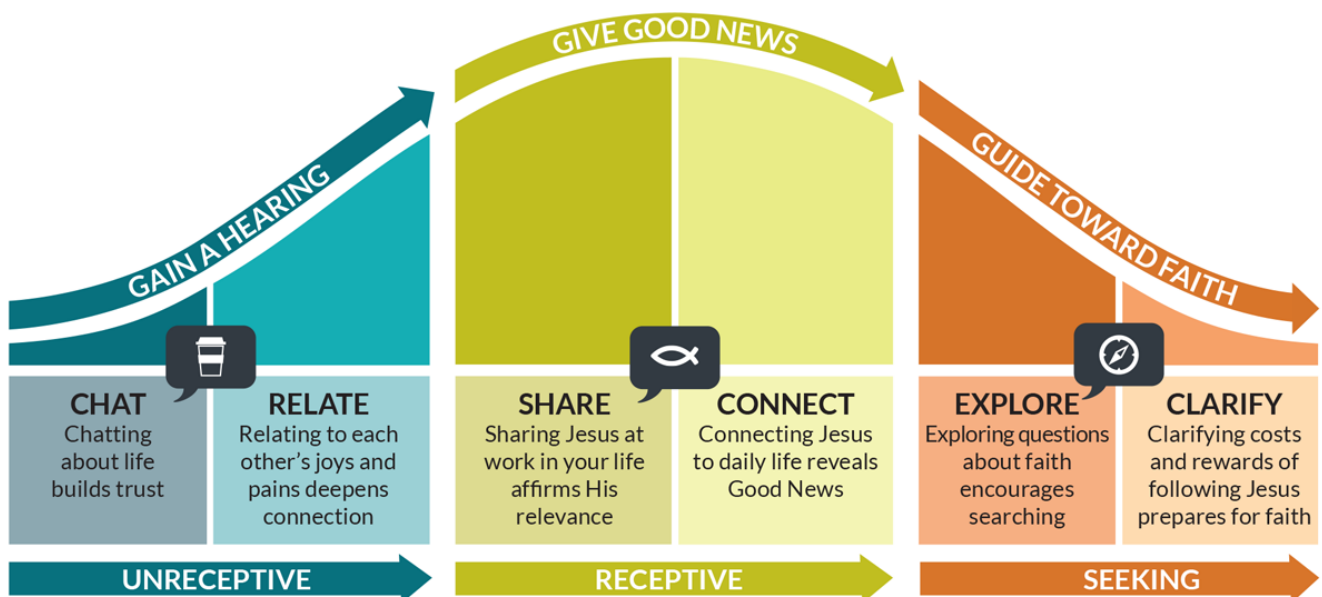 GIVE GOOD NEWS
GAIN A HEARING
GUIDE TOWARD FAITH
CHAT
Chatting
about life
builds trust
RELATE
Relating to each
other's joys and
pains deepens
connection
SHARE
Sharing Jesus at
work in your life
affirms His
relevance
CONNECT
Connecting Jesus
to daily life reveals
Good News
EXPLORE
Exploring questions
about faith
encourages
searching
CLARIFY
Clarifying costs
and rewards of
following Jesus
prepares for faith
UNRECEPTIVE
RECEPTIVE
SEEKING